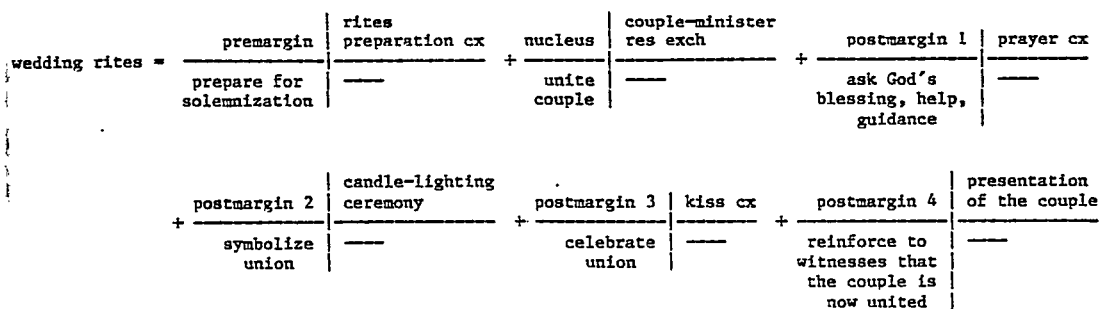 wedding rites = premargin | rites preparation cx + nucleus | couple-minister res exch + postmargin 1 | prayer cx
prepare for solemnization | — unite couple | — ask God's blessing, help, guidance | —
+ postmargin 2 | candle-lighting ceremony + postmargin 3 | kiss cx + postmargin 4 | presentation of the couple
symbolize union | — celebrate union | — reinforce to witnesses that the couple is now united | —